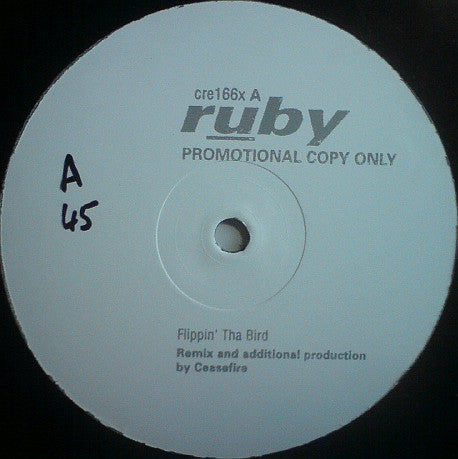 cre166x A
ruby
PROMOTIONAL COPY ONLY
A
45
Flippin' Tha Bird
Remix and additional production
by Ceasefire